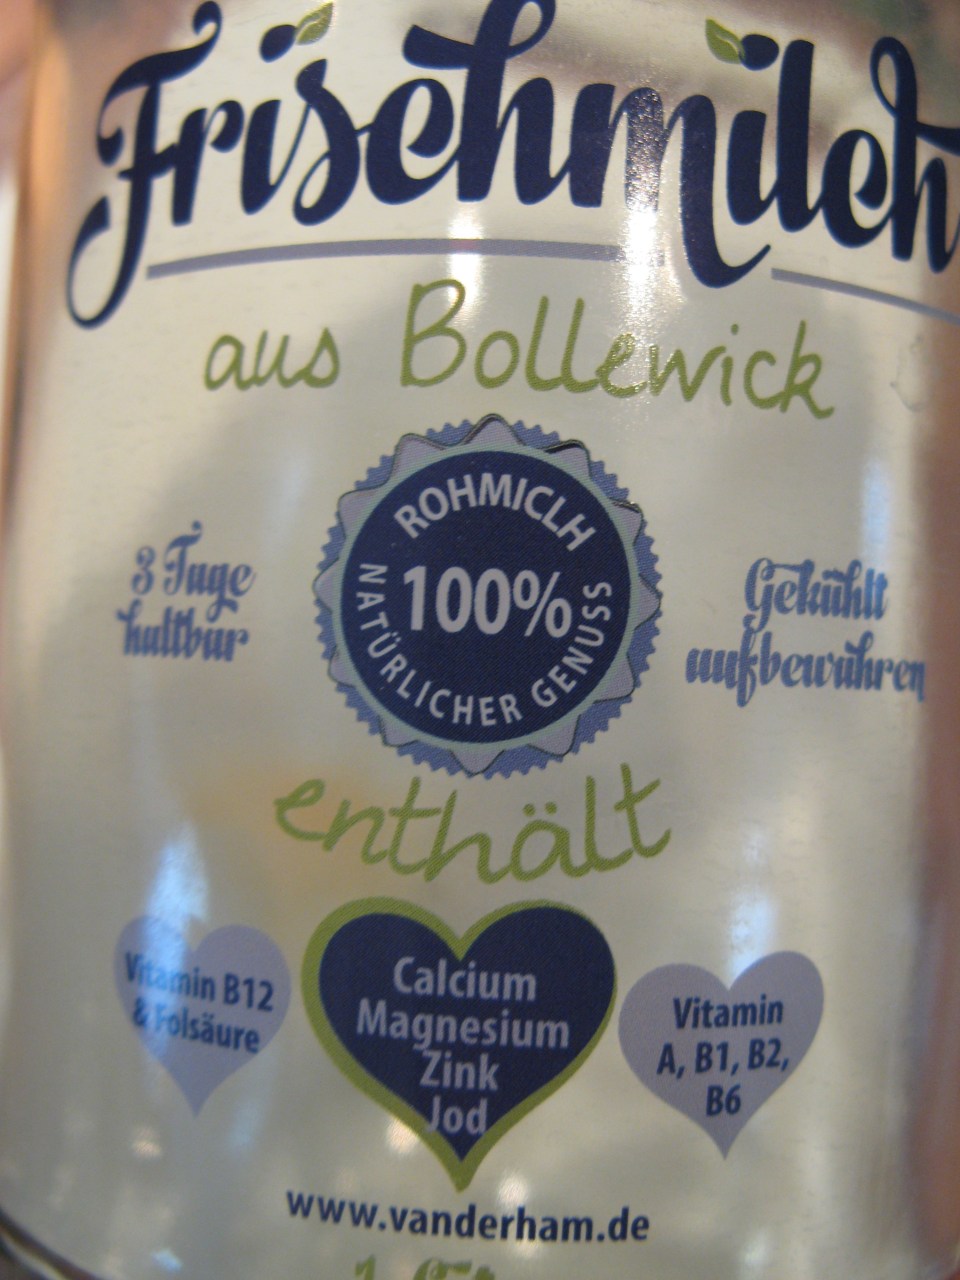 Frischmilch
aus Bollewick
ROHMICLH
100%
NATÜRLICHER GENUSS
3 Tage
haltbar
Gekühlt
aufbewahren
enthält
Vitamin B12
& Folsäure
Calcium
Magnesium
Zink
Jod
Vitamin
A, B1, B2,
B6
www.vanderham.de